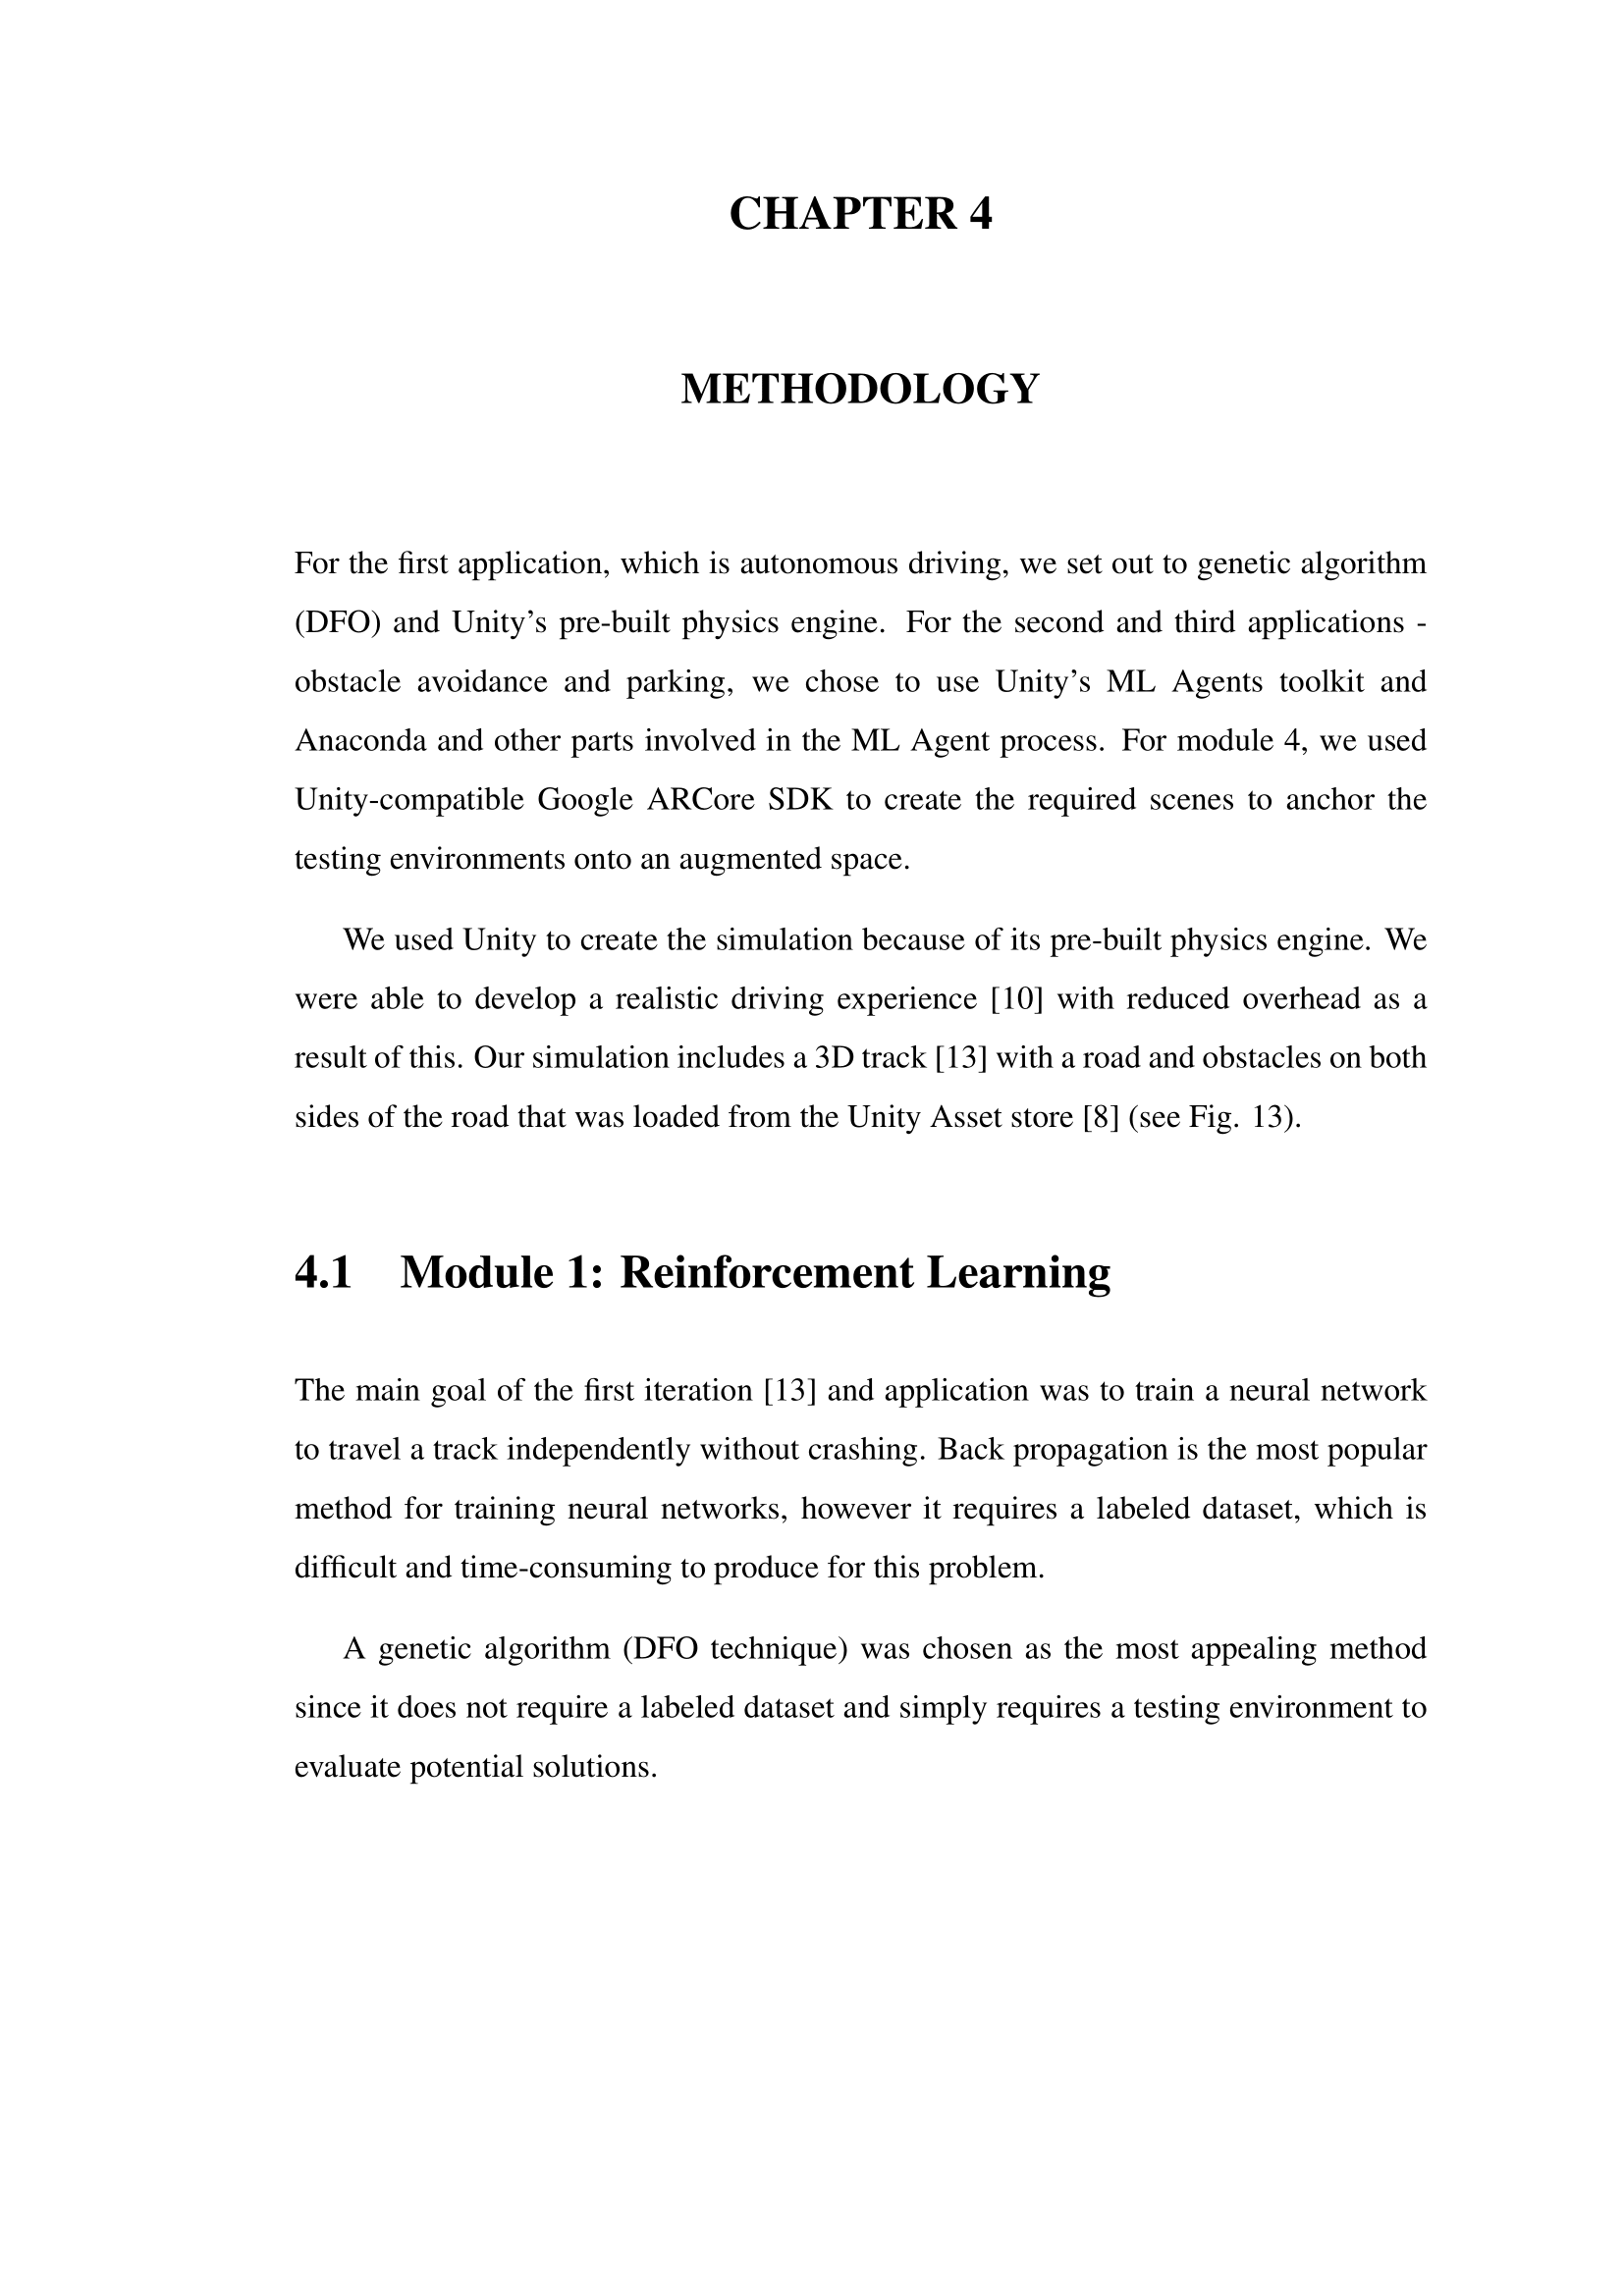 CHAPTER 4
METHODOLOGY
For the first application, which is autonomous driving, we set out to genetic algorithm
(DFO) and Unity's pre-built physics engine. For the second and third applications -
obstacle avoidance and parking, we chose to use Unity's ML Agents toolkit and
Anaconda and other parts involved in the ML Agent process. For module 4, we used
Unity-compatible Google ARCore SDK to create the required scenes to anchor the
testing environments onto an augmented space.
We used Unity to create the simulation because of its pre-built physics engine. We
were able to develop a realistic driving experience [10] with reduced overhead as a
result of this. Our simulation includes a 3D track [13] with a road and obstacles on both
sides of the road that was loaded from the Unity Asset store [8] (see Fig. 13).
4.1 Module 1: Reinforcement Learning
The main goal of the first iteration [13] and application was to train a neural network
to travel a track independently without crashing. Back propagation is the most popular
method for training neural networks, however it requires a labeled dataset, which is
difficult and time-consuming to produce for this problem.
A genetic algorithm (DFO technique) was chosen as the most appealing method
since it does not require a labeled dataset and simply requires a testing environment to
evaluate potential solutions.